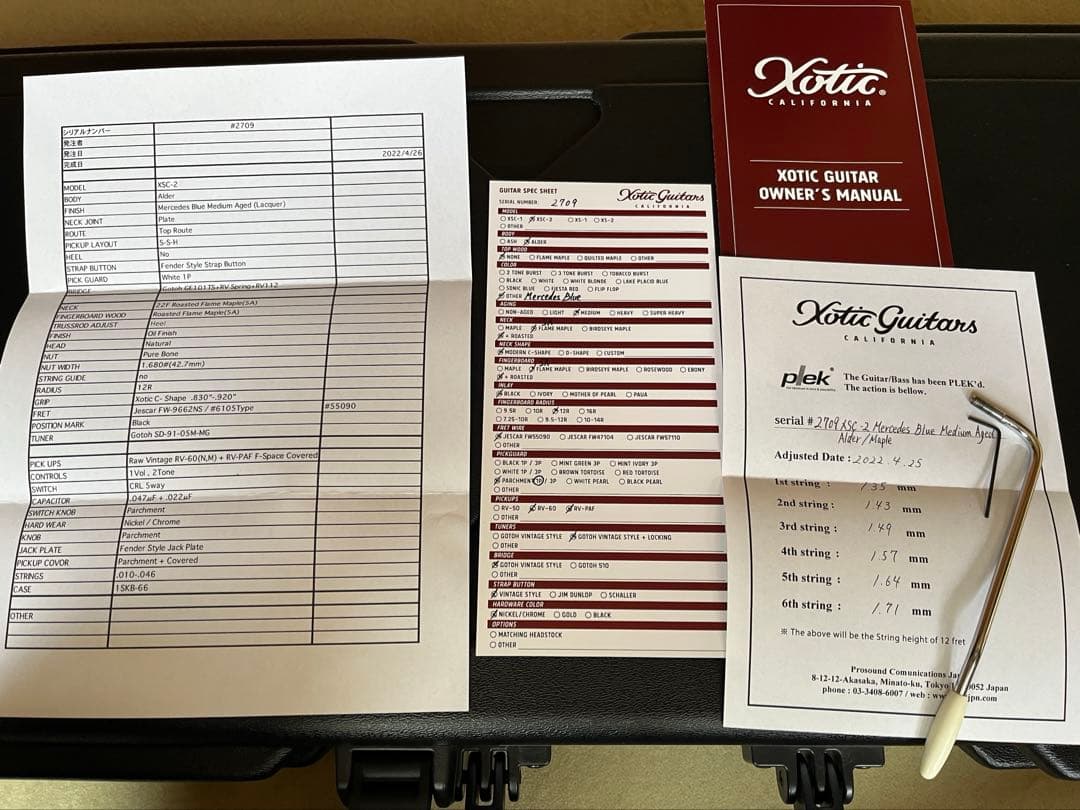 シリアルナンバー #2709
発注者
発注日
完成日 2022/4/26
MODEL XSC-2
BODY Alder
FINISH Mercedes Blue Medium Aged (Lacquer)
NECK JOINT Plate
ROUTE Top Route
PICKUP LAYOUT S-S-H
HEEL No
STRAP BUTTON Fender Style Strap Button
PICK GUARD White 1P
BRIDGE Gotoh GE101TS+RV Spring+RV112
NECK 22F Roasted Flame Maple(5A)
FINGERBOARD WOOD Roasted Flame Maple(5A)
TRUSSROD ADJUST Heel
FINISH Oil Finish
HEAD Natural
NUT Pure Bone
NUT WIDTH 1.680#(42.7mm)
STRING GUIDE no
RADIUS 12R
GRIP Xotic C- Shape .830"-.920"
FRET Jescar FW-9662NS / #6105Type #55090
POSITION MARK Black
TUNER Gotoh SD-91-05M-MG
PICK UPS Raw Vintage RV-60(N,M) + RV-PAF F-Space Covered
CONTROLS 1Vol, 2Tone
SWITCH CRL 5way
CAPACITOR .047uF + .022uF
SWITCH KNOB Parchment
HARD WEAR Nickel / Chrome
KNOB Parchment
JACK PLATE Fender Style Jack Plate
PICKUP COVOR Parchment + Covered
STRINGS .010-.046
CASE 1SKB-66
OTHER
GUITAR SPEC SHEET
Xotic Guitars
CALIFORNIA
SERIAL NUMBER: 2709
MODEL
XSC-1 XSC-2 XS-1 XS-2
OTHER
BODY
ASH ALDER
TOP WOOD
NONE FLAME MAPLE QUILTED MAPLE OTHER
COLOR
2 TONE BURST 3 TONE BURST TOBACCO BURST
BLACK WHITE WHITE BLONDE LAKE PLACID BLUE
SONIC BLUE FIESTA RED FLIP FLOP
OTHER Mercedes Blue
AGING
NON-AGED LIGHT MEDIUM HEAVY SUPER HEAVY
NECK
MAPLE FLAME MAPLE BIRDSEYE MAPLE
+ ROASTED
NECK SHAPE
MODERN C-SHAPE D-SHAPE CUSTOM
FINGERBOARD
MAPLE FLAME MAPLE BIRDSEYE MAPLE ROSEWOOD EBONY
+ ROASTED
INLAY
BLACK IVORY MOTHER OF PEARL PAUA
FINGERBOARD RADIUS
9.5R 10R 12R 16R
7.25-10R 9.5-12R 10-14R
FRET WIRE
JESCAR FW55090 JESCAR FW47104 JESCAR FW57110
OTHER
PICKGUARD
BLACK 1P / 3P MINT GREEN 3P MINT IVORY 3P
WHITE 1P / 3P BROWN TORTOISE RED TORTOISE
PARCHMENT 1P / 3P WHITE PEARL BLACK PEARL
OTHER
PICKUPS
RV-50 RV-60 RV-PAF
OTHER
TUNERS
GOTOH VINTAGE STYLE GOTOH VINTAGE STYLE + LOCKING
OTHER
BRIDGE
GOTOH VINTAGE STYLE GOTOH 510
OTHER
STRAP BUTTON
VINTAGE STYLE JIM DUNLOP SCHALLER
HARDWARE COLOR
NICKEL/CHROME GOLD BLACK
OPTIONS
MATCHING HEADSTOCK
OTHER
Xotic®
CALIFORNIA
XOTIC GUITAR
OWNER'S MANUAL
Xotic Guitars
CALIFORNIA
plek® The Guitar/Bass has been PLEK'd.
The action is bellow.
serial #2709 XSC-2 Mercedes Blue Medium Aged
Alder/Maple
Adjusted Date : 2022.4.25
1st string : 1.35 mm
2nd string : 1.43 mm
3rd string : 1.49 mm
4th string : 1.57 mm
5th string : 1.64 mm
6th string : 1.71 mm
※ The above will be the String height of 12 fret
Prosound Comunications
8-12-12-Akasaka, Minato-ku, Tokyo Japan
phone : 03-3408-6007 / web :